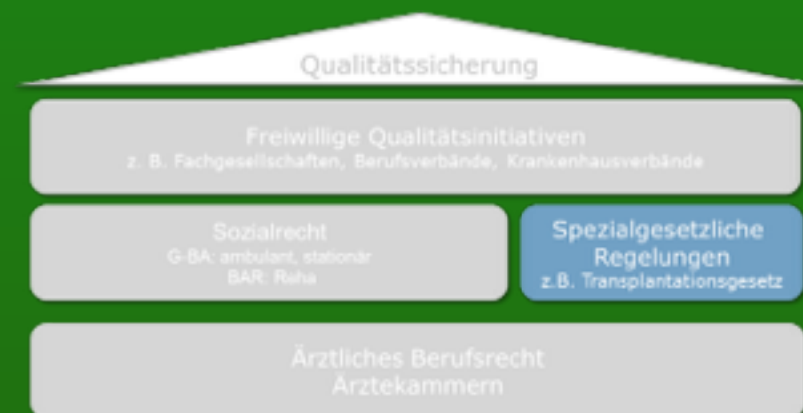 Qualitätssicherung
Freiwillige Qualitätsinitiativen
z. B. Fachgesellschaften, Berufsverbände, Krankenhausverbände
Sozialrecht
G-BA: ambulant, stationär
BAR: Reha
Spezialgesetzliche
Regelungen
z.B. Transplantationsgesetz
Ärztliches Berufsrecht
Ärztekammern